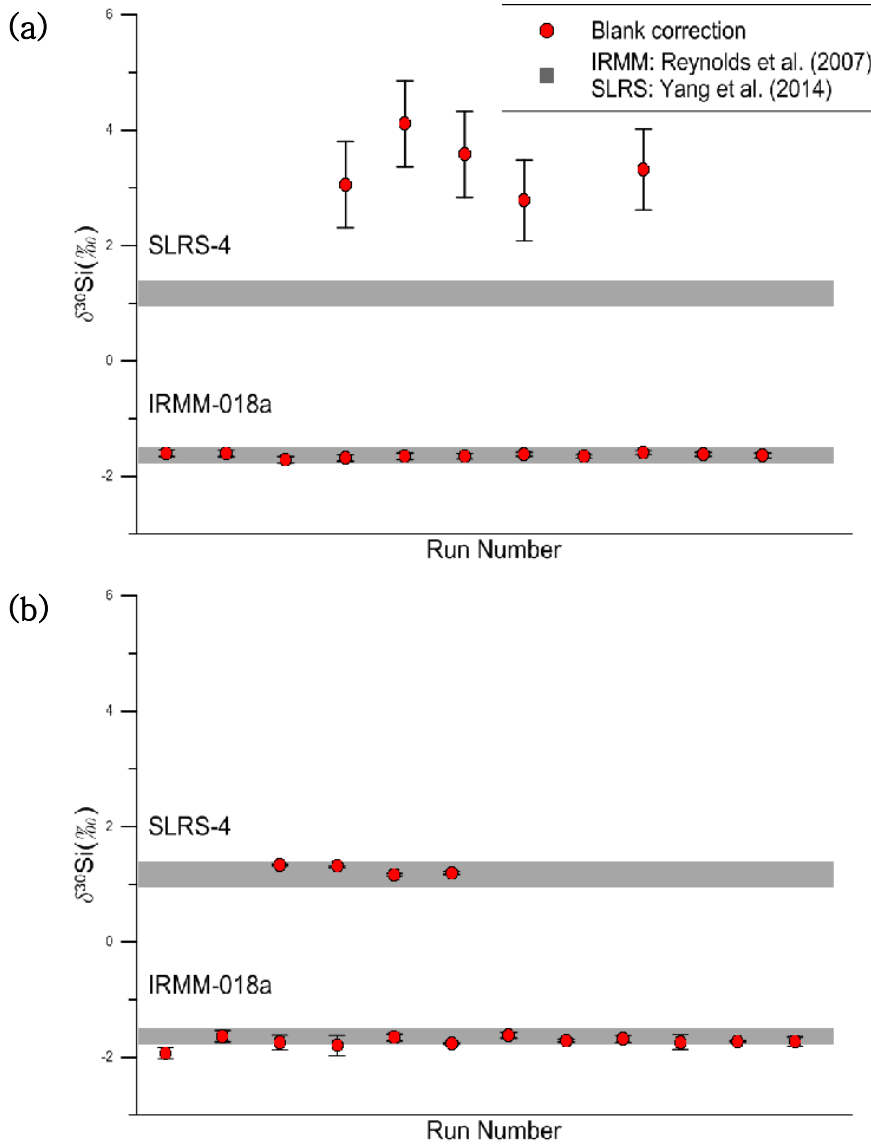 (a)
6
Blank correction
IRMM: Reynolds et al. (2007)
SLRS: Yang et al. (2014)
4
2
SLRS-4
δ³⁰Si(‰)
0
IRMM-018a
-2
Run Number
(b)
6
4
2
SLRS-4
δ³⁰Si(‰)
0
IRMM-018a
-2
Run Number